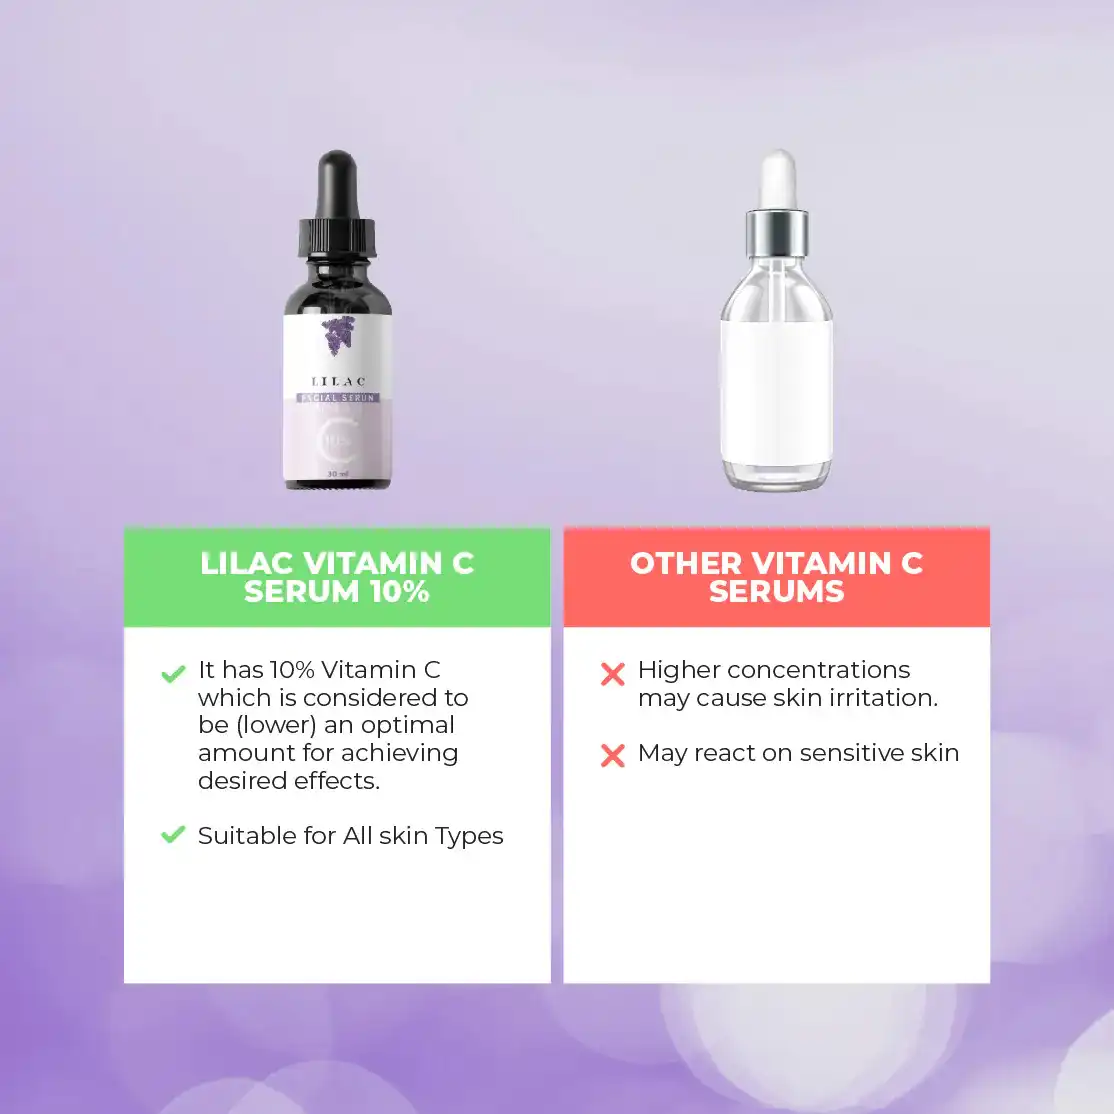 LILAC
FACIAL SERUM
C
10%
30 ml
LILAC VITAMIN C
SERUM 10%
It has 10% Vitamin C
which is considered to
be (lower) an optimal
amount for achieving
desired effects.
Suitable for All skin Types
OTHER VITAMIN C
SERUMS
Higher concentrations
may cause skin irritation.
May react on sensitive skin